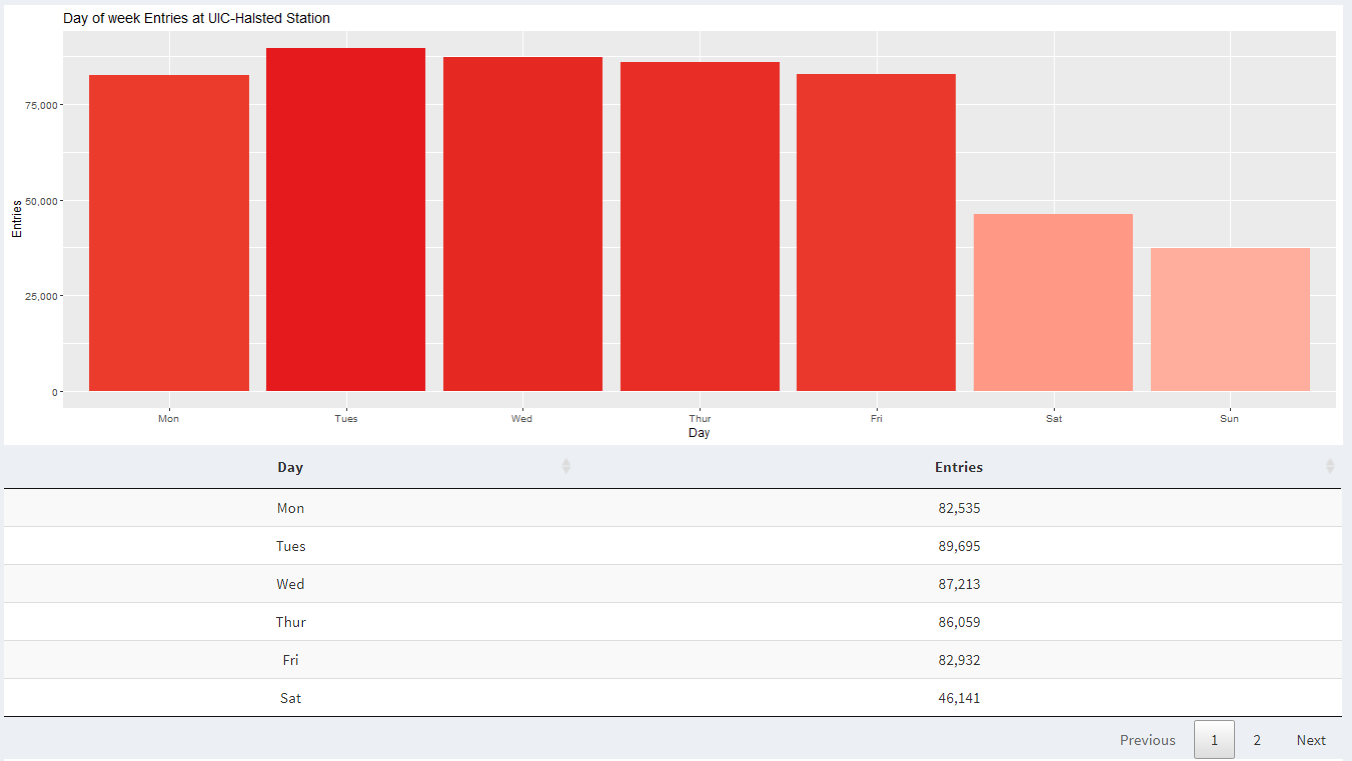 Day of week Entries at UIC-Halsted Station
75,000
50,000
25,000
0
Entries
Mon Tues Wed Thur Fri Sat Sun
Day
Day Entries
Mon 82,535
Tues 89,695
Wed 87,213
Thur 86,059
Fri 82,932
Sat 46,141
Previous 1 2 Next